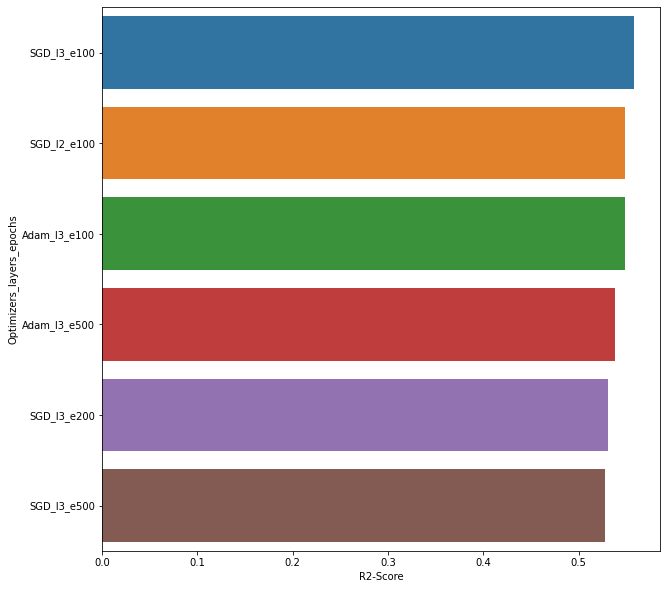 SGD_l3_e100
SGD_l2_e100
Adam_l3_e100
Adam_l3_e500
SGD_l3_e200
SGD_l3_e500
Optimizers_layers_epochs
0.0 0.1 0.2 0.3 0.4 0.5
R2-Score